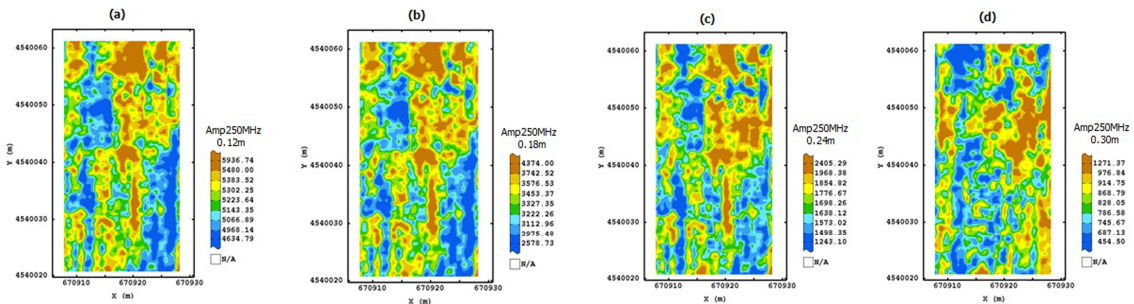 (a)
4540060
4540050
4540040
4540030
4540020
Y (m)
670910 670920 670930
X (m)
Amp250MHz
0.12m
5936.74
5480.00
5383.52
5302.25
5223.64
5143.35
5066.89
4968.14
4634.79
N/A
(b)
4540060
4540050
4540040
4540030
4540020
Y (m)
670910 670920 670930
X (m)
Amp250MHz
0.18m
4374.00
3742.52
3576.53
3453.37
3327.35
3222.26
3112.96
2975.48
2578.73
N/A
(c)
4540060
4540050
4540040
4540030
4540020
Y (m)
670910 670920 670930
X (m)
Amp250MHz
0.24m
2405.29
1968.38
1854.82
1776.67
1698.26
1638.12
1573.02
1498.35
1243.10
N/A
(d)
4540060
4540050
4540040
4540030
4540020
Y (m)
670910 670920 670930
X (m)
Amp250MHz
0.30m
1271.37
976.84
914.75
868.79
828.05
786.58
745.67
687.13
454.50
N/A